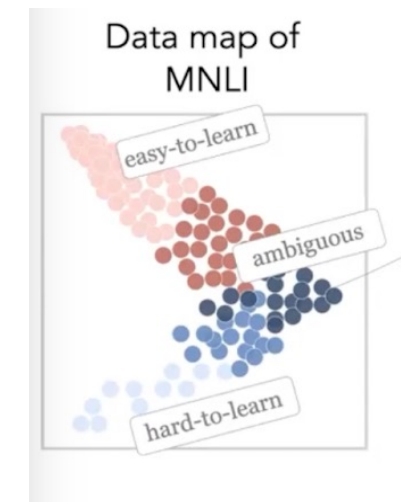 Data map of
MNLI
easy-to-learn
ambiguous
hard-to-learn